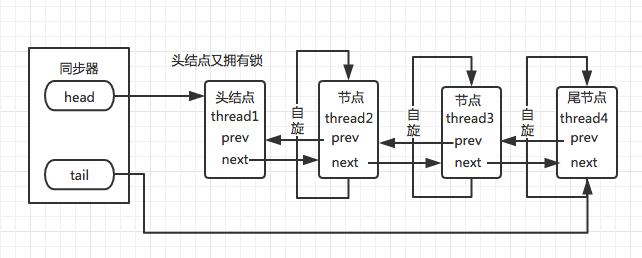 同步器
head
tail
头结点又拥有锁
头结点
thread1
prev
next
自旋
节点
thread2
prev
next
自旋
节点
thread3
prev
next
自旋
尾节点
thread4
prev
next